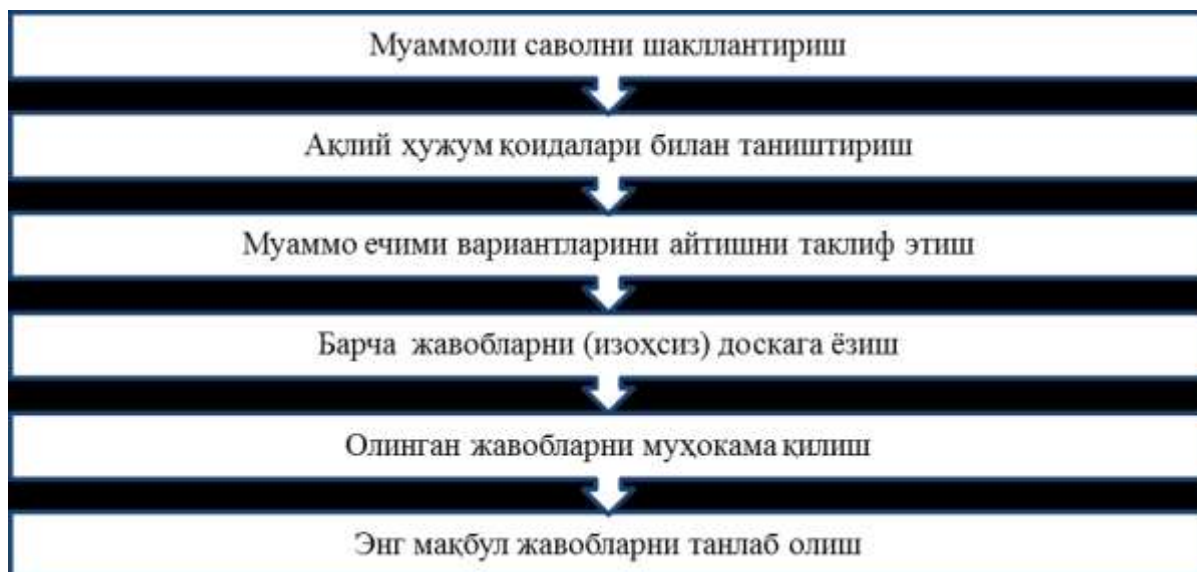 Муаммоли саволни шакллантириш
Ақлий ҳужум қоидалари билан таништириш
Муаммо ечими вариантларини айтишни таклиф этиш
Барча жавобларни (изоҳсиз) доскага ёзиш
Олинган жавобларни муҳокама қилиш
Энг мақбул жавобларни танлаб олиш